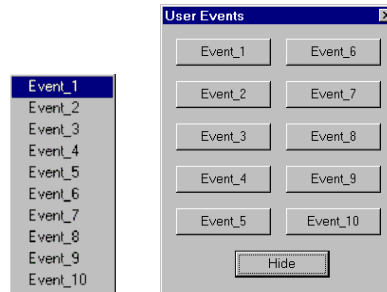 Event_1
Event_2
Event_3
Event_4
Event_5
Event_6
Event_7
Event_8
Event_9
Event_10
User Events
Event_1 Event_6
Event_2 Event_7
Event_3 Event_8
Event_4 Event_9
Event_5 Event_10
Hide